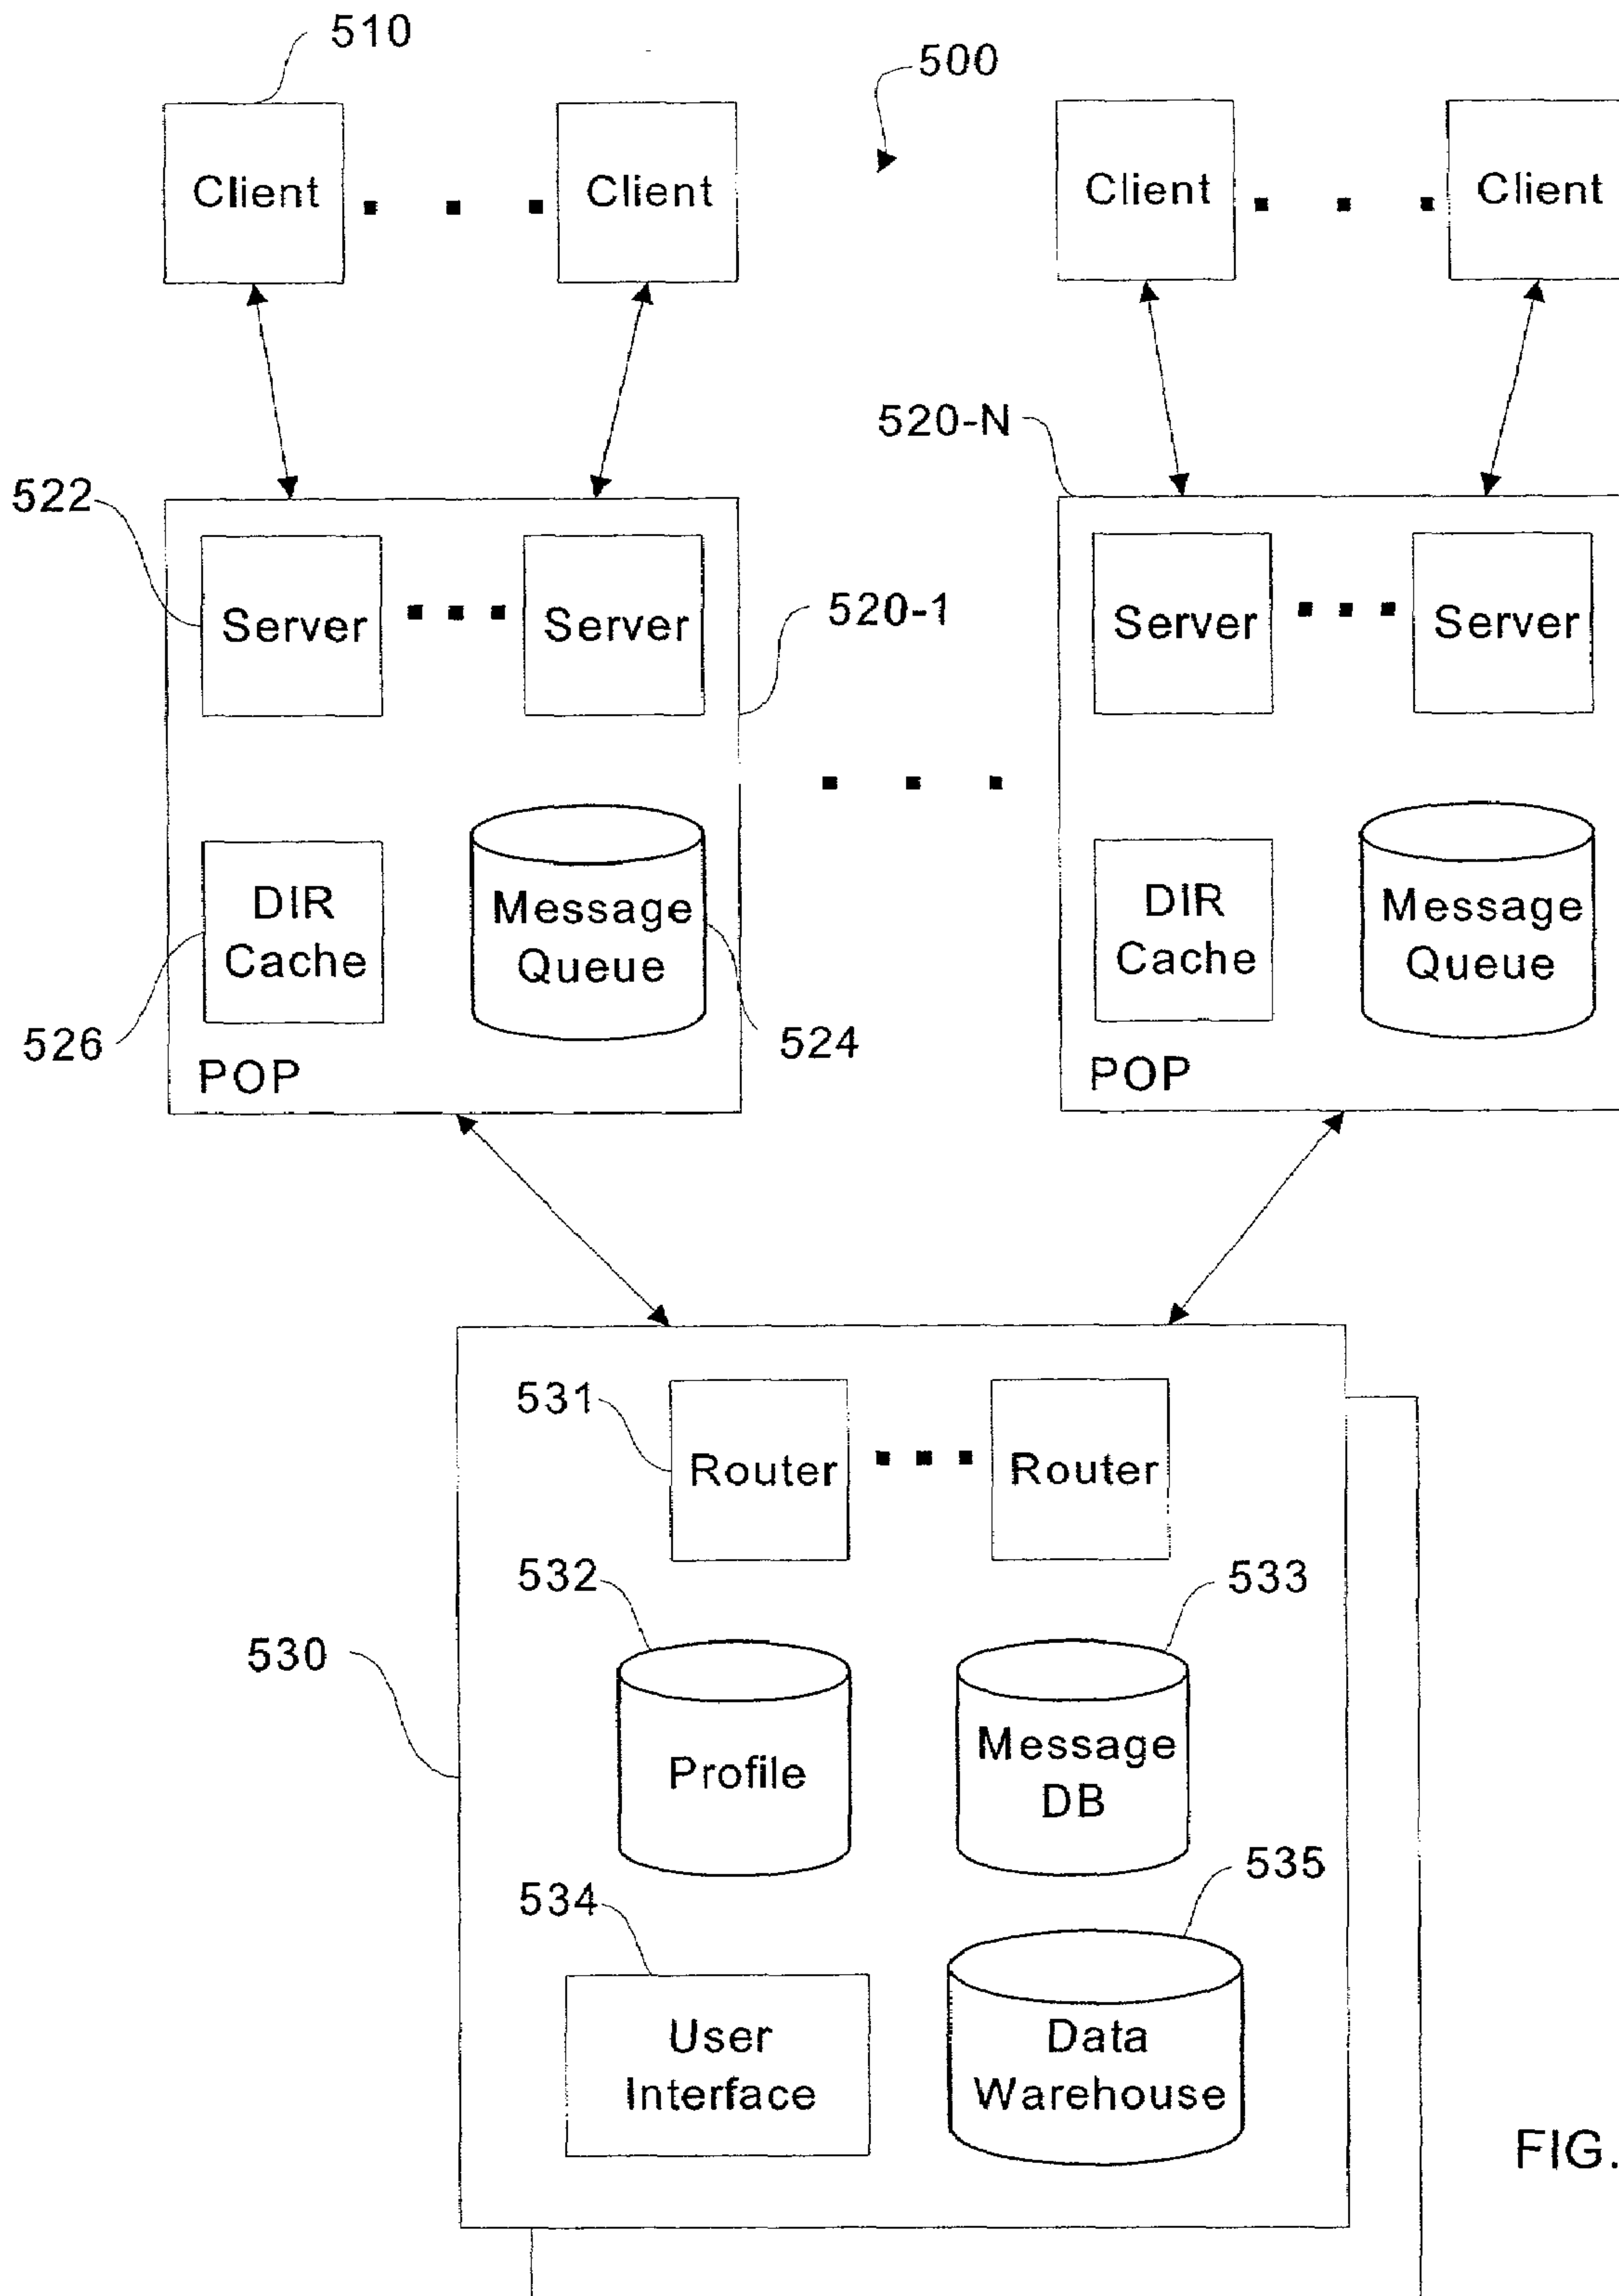 510
500
Client
Client
Client
Client
520-N
522
Server
Server
520-1
Server
Server
DIR
Cache
Message
Queue
DIR
Cache
Message
Queue
526
POP
524
POP
531
Router
Router
532
533
530
Profile
Message
DB
534
535
User
Interface
Data
Warehouse
FIG.